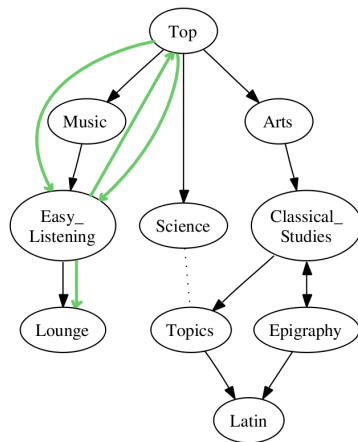 Top
Music
Arts
Easy_
Listening
Science
Classical_
Studies
Lounge
Topics
Epigraphy
Latin